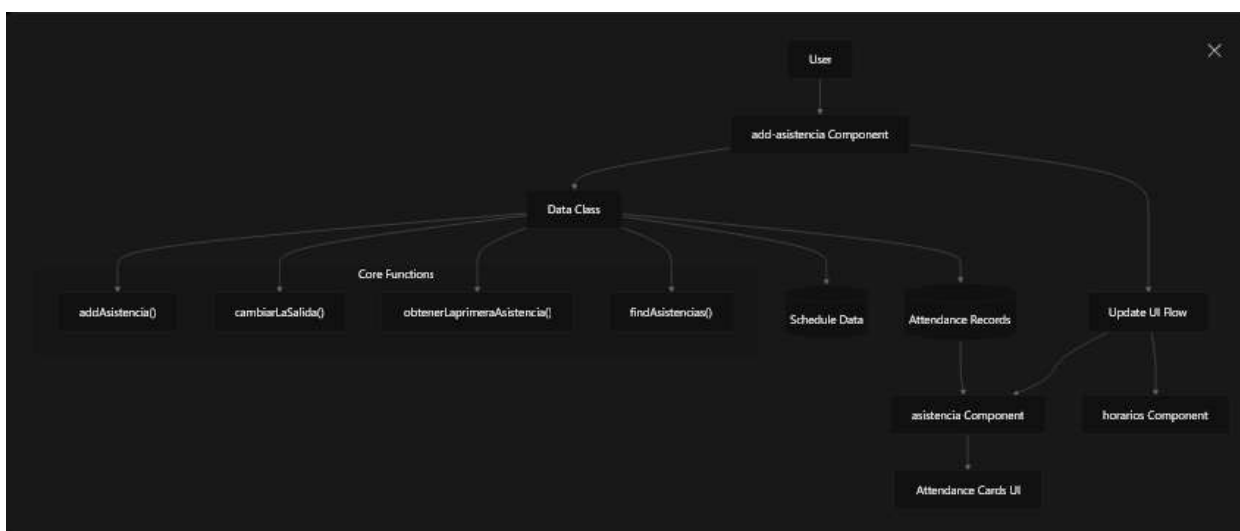 User
add-asistencia Component
Data Class
Core Functions
addAsistencia()
cambiarLaSalida()
obtenerLaprimeraAsistencia()
findAsistencias()
Schedule Data
Attendance Records
Update UI Flow
asistencia Component
horarios Component
Attendance Cards UI